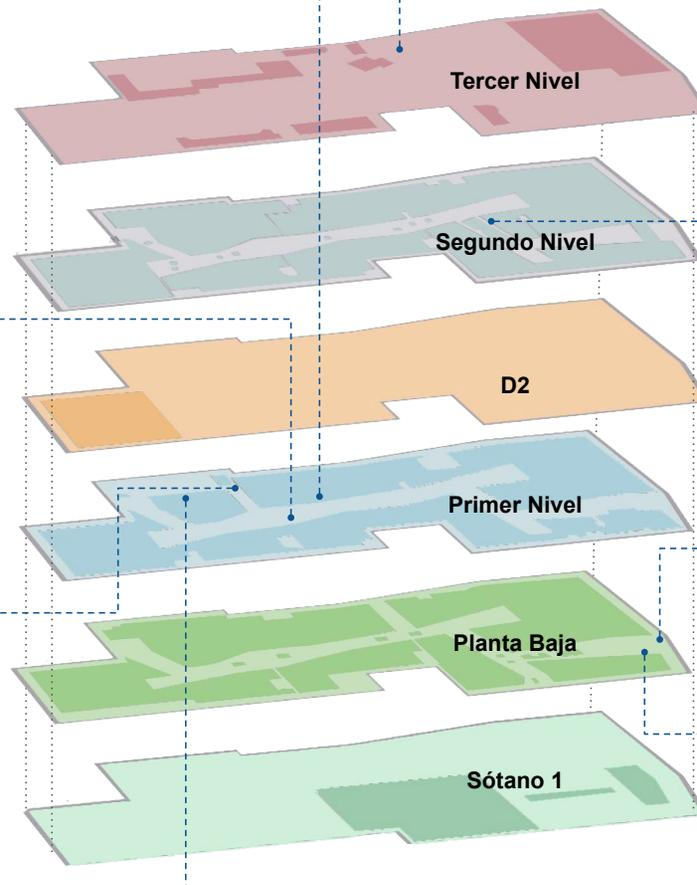 Tercer Nivel
Segundo Nivel
D2
Primer Nivel
Planta Baja
Sótano 1